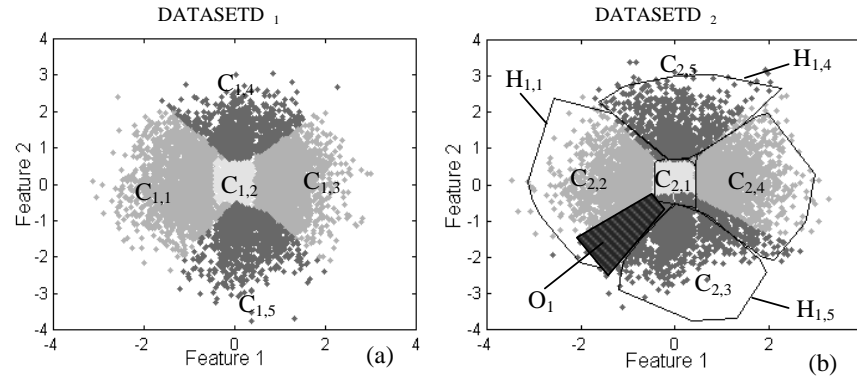 DATASETD 1
4
3
2
1
0
-1
-2
-3
-4
Feature 2
C1,4
C1,1
C1,2
C1,3
C1,5
-4
-2
0
2
4
Feature 1
(a)
DATASETD 2
4
3
2
1
0
-1
-2
-3
-4
Feature 2
H1,1
C2,5
H1,4
C2,2
C2,1
C2,4
C2,3
O1
H1,5
-4
-2
0
2
4
Feature 1
(b)